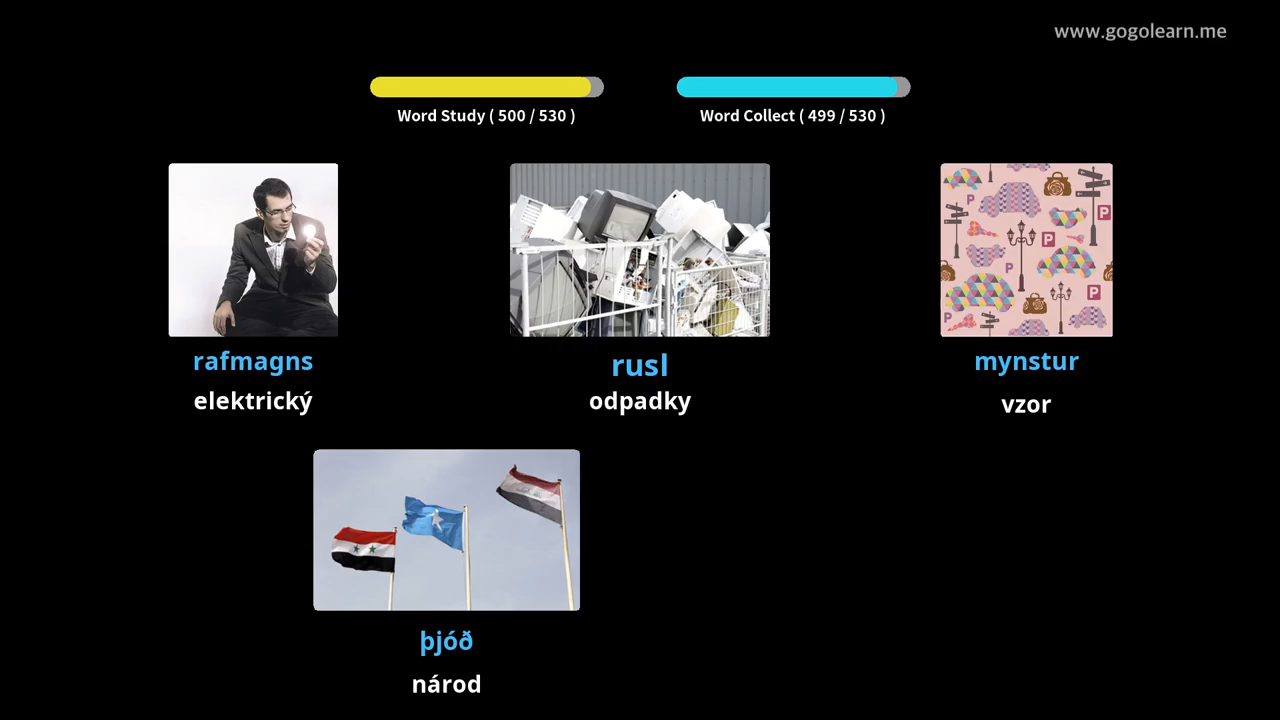 www.gogolearn.me
Word Study ( 500 / 530 )
Word Collect ( 499 / 530 )
P
P
P
P
P
P
rafmagns
rusl
mynstur
elektrický
odpadky
vzor
þjóð
národ